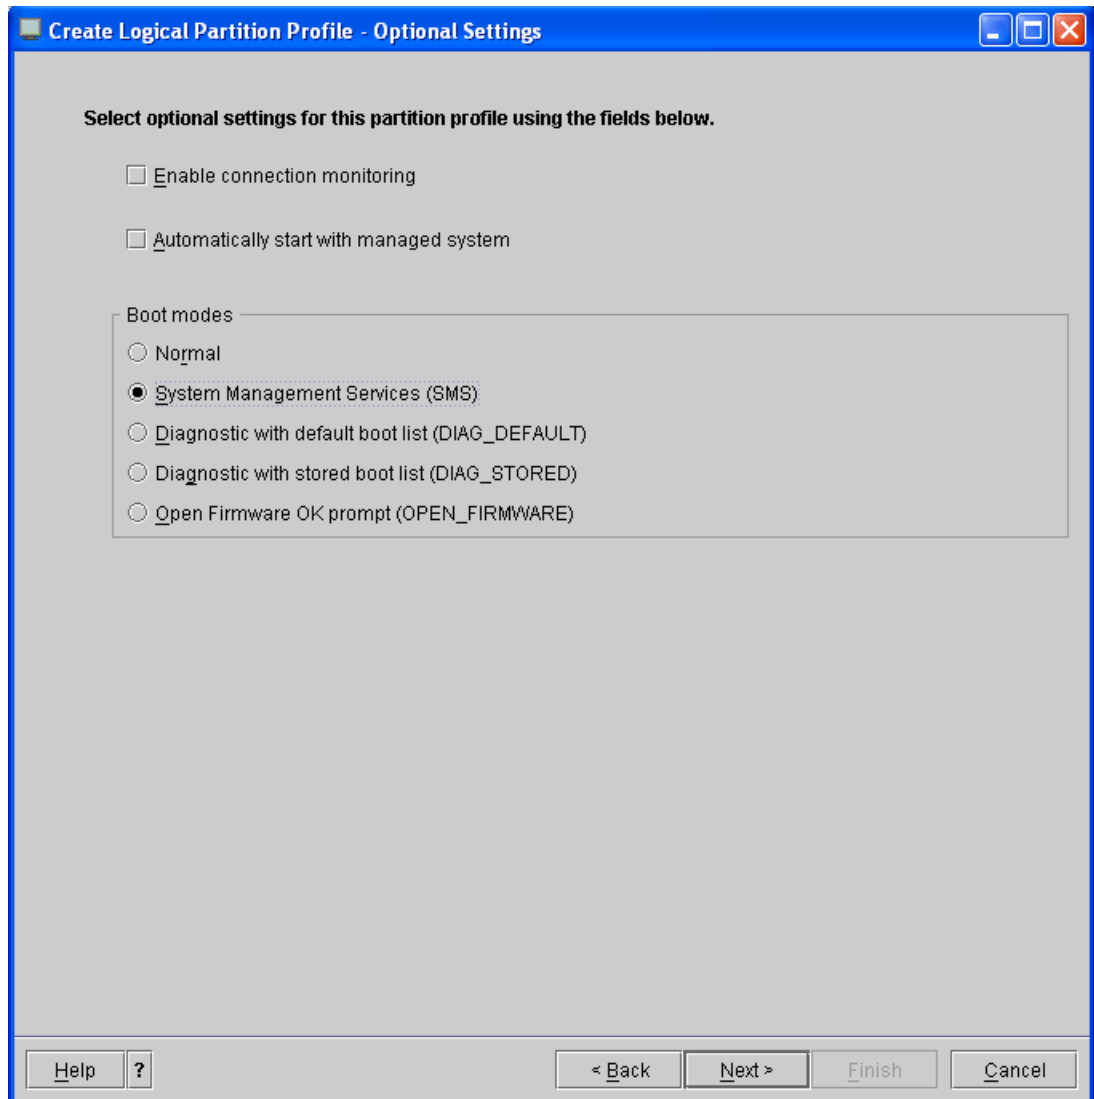 Create Logical Partition Profile - Optional Settings
Select optional settings for this partition profile using the fields below.
Enable connection monitoring
Automatically start with managed system
Boot modes
Normal
System Management Services (SMS)
Diagnostic with default boot list (DIAG_DEFAULT)
Diagnostic with stored boot list (DIAG_STORED)
Open Firmware OK prompt (OPEN_FIRMWARE)
Help ? < Back Next > Finish Cancel